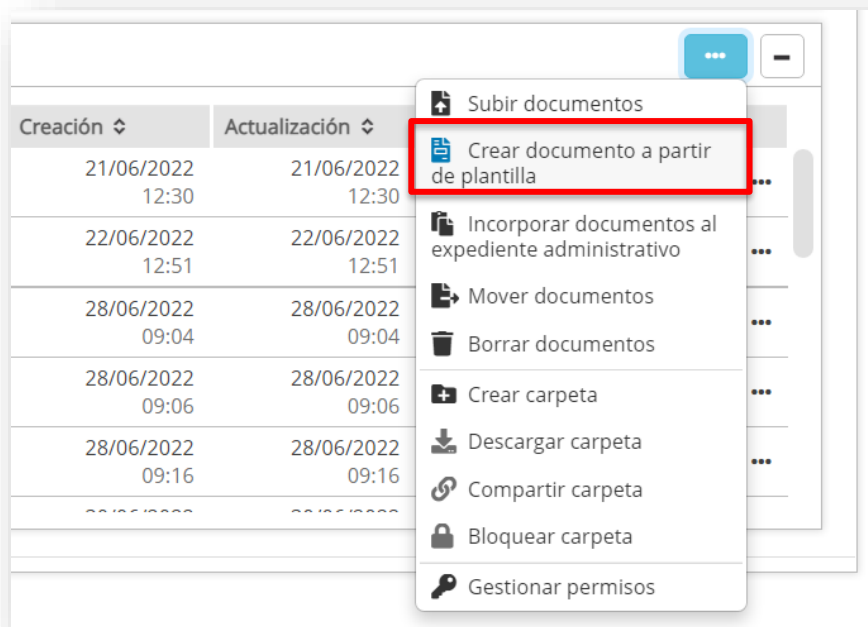 Creación Actualización
21/06/2022 21/06/2022
12:30 12:30
22/06/2022 22/06/2022
12:51 12:51
28/06/2022 28/06/2022
09:04 09:04
28/06/2022 28/06/2022
09:06 09:06
28/06/2022 28/06/2022
09:16 09:16
Subir documentos
Crear documento a partir
de plantilla
Incorporar documentos al
expediente administrativo
Mover documentos
Borrar documentos
Crear carpeta
Descargar carpeta
Compartir carpeta
Bloquear carpeta
Gestionar permisos